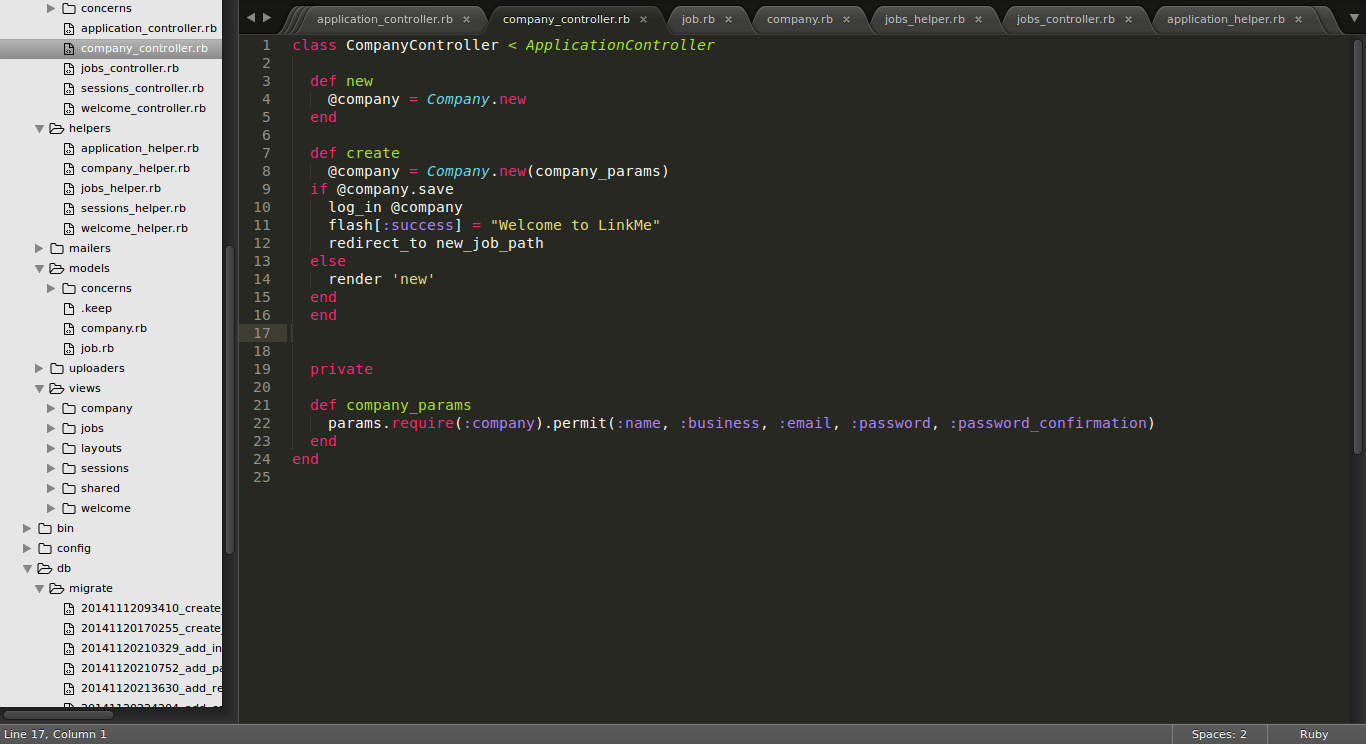 concerns
application_controller.rb
company_controller.rb
jobs_controller.rb
sessions_controller.rb
welcome_controller.rb
helpers
application_helper.rb
company_helper.rb
jobs_helper.rb
sessions_helper.rb
welcome_helper.rb
mailers
models
concerns
.keep
company.rb
job.rb
uploaders
views
company
jobs
layouts
sessions
shared
welcome
bin
config
db
migrate
20141112093410_create_
20141120170255_create_
20141120210329_add_in
20141120210752_add_pa
20141120213630_add_re
application_controller.rb × company_controller.rb × job.rb × company.rb × jobs_helper.rb × jobs_controller.rb × application_helper.rb ×
1 class CompanyController < ApplicationController
2
3 def new
4 @company = Company.new
5 end
6
7 def create
8 @company = Company.new(company_params)
9 if @company.save
10 log_in @company
11 flash[:success] = "Welcome to LinkMe"
12 redirect_to new_job_path
13 else
14 render 'new'
15 end
16 end
17
18
19 private
20
21 def company_params
22 params.require(:company).permit(:name, :business, :email, :password, :password_confirmation)
23 end
24 end
25
Line 17, Column 1 Spaces: 2 Ruby